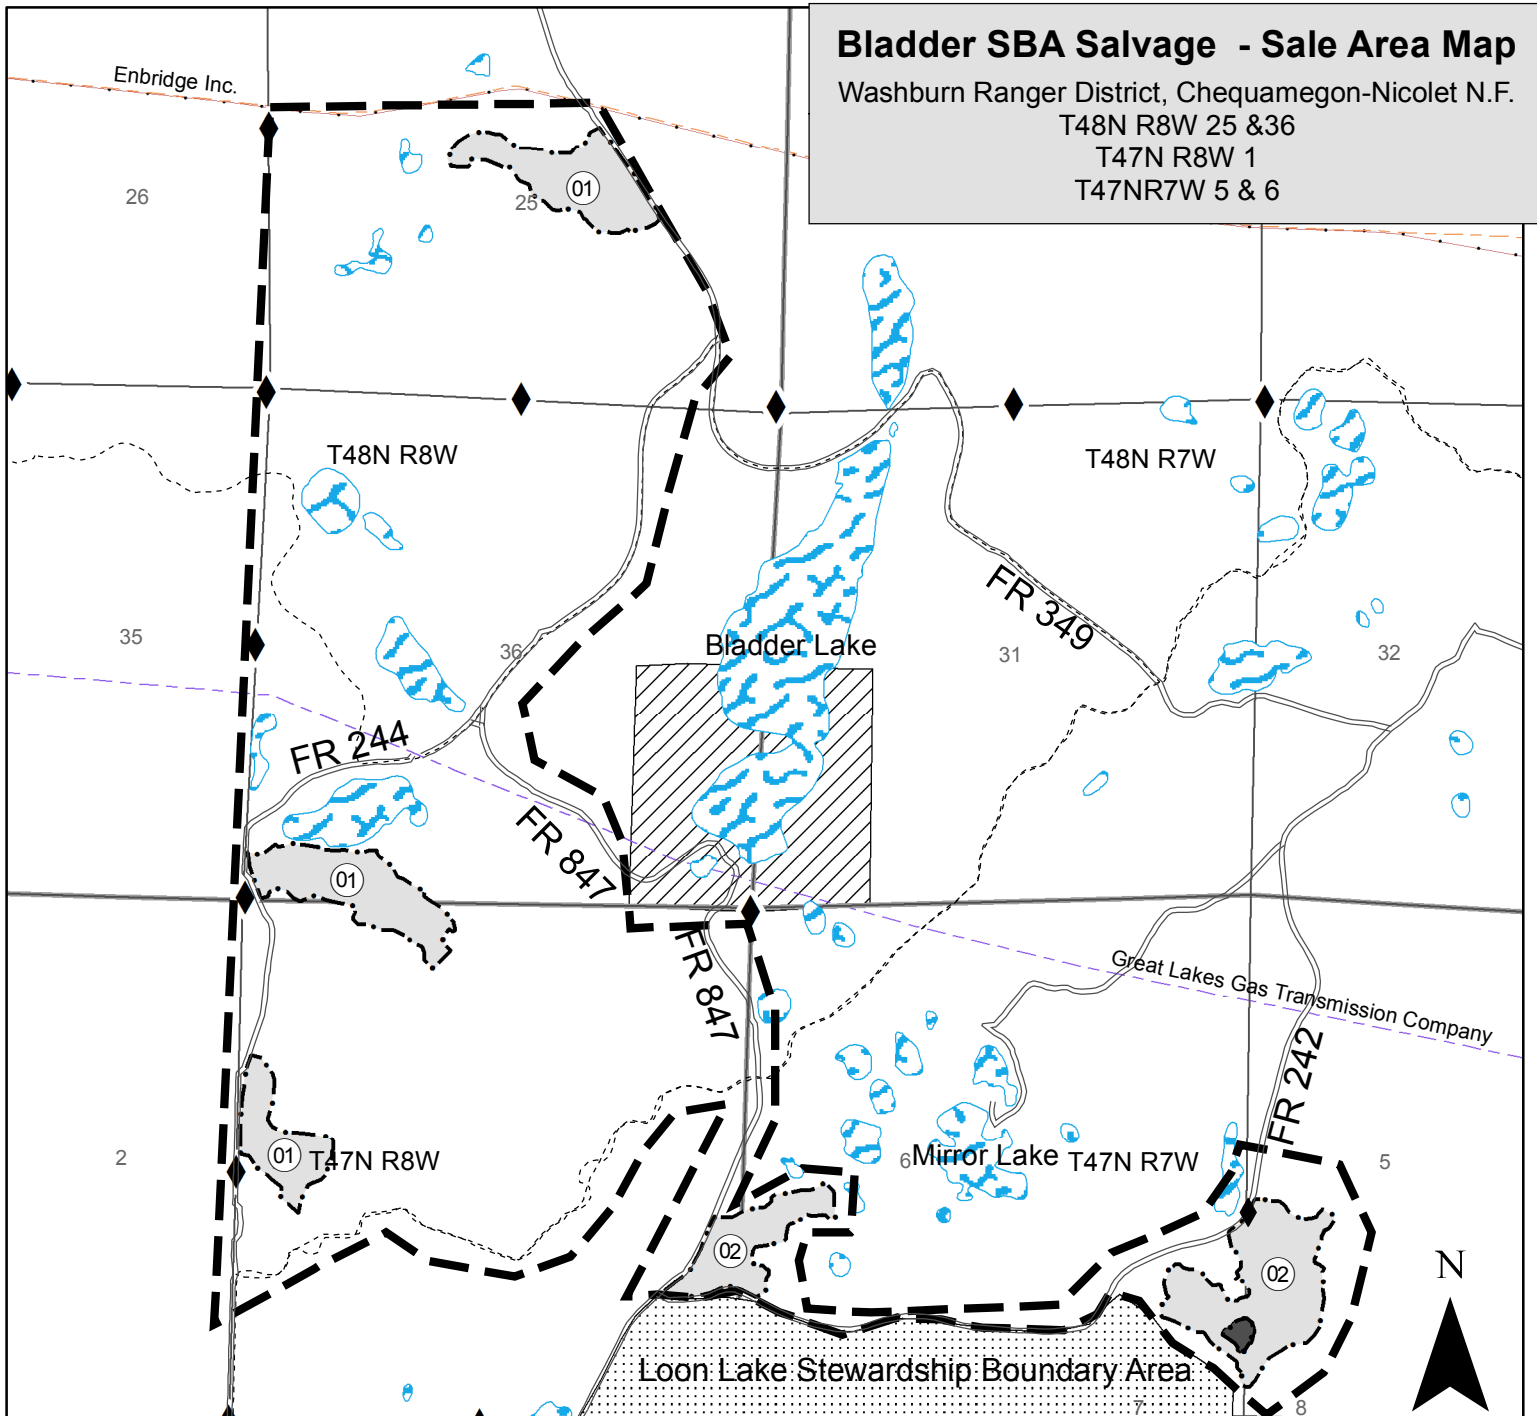 Bladder SBA Salvage - Sale Area Map
Washburn Ranger District, Chequamegon-Nicolet N.F.
T48N R8W 25 &36
T47N R8W 1
T47NR7W 5 & 6
Enbridge Inc.
26
25
01
T48N R8W
T48N R7W
FR 349
35
36
Bladder Lake
31
32
FR 244
FR 847
01
FR 847
Great Lakes Gas Transmission Company
FR 242
2
01
T47N R8W
6
Mirror Lake
T47N R7W
5
02
02
N
Loon Lake Stewardship Boundary Area
7
8